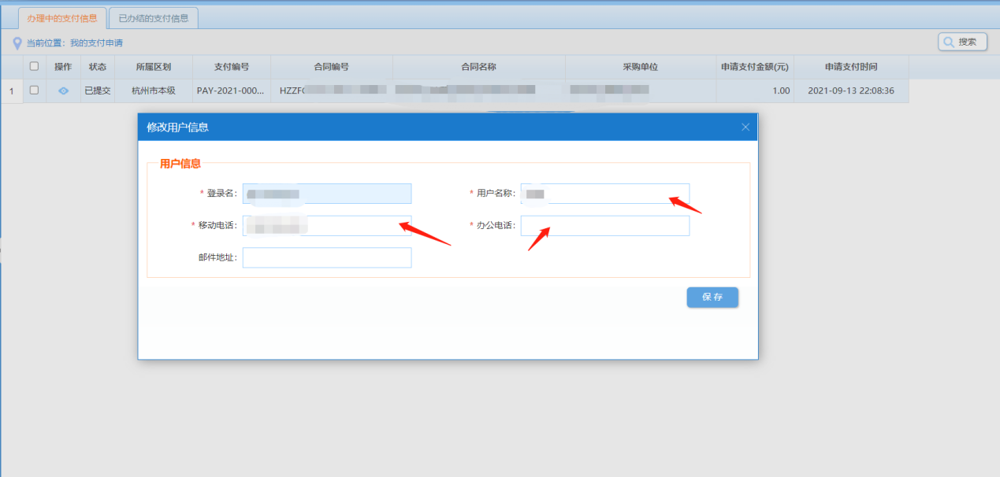 办理中的支付信息 已办结的支付信息
当前位置：我的支付申请 搜索
操作 状态 所属区划 支付编号 合同编号 合同名称 采购单位 申请支付金额(元) 申请支付时间
1 已提交 杭州市本级 PAY-2021-000... HZZF 1.00 2021-09-13 22:08:36
修改用户信息
用户信息
* 登录名： * 用户名称：
* 移动电话： * 办公电话：
邮件地址：
保 存